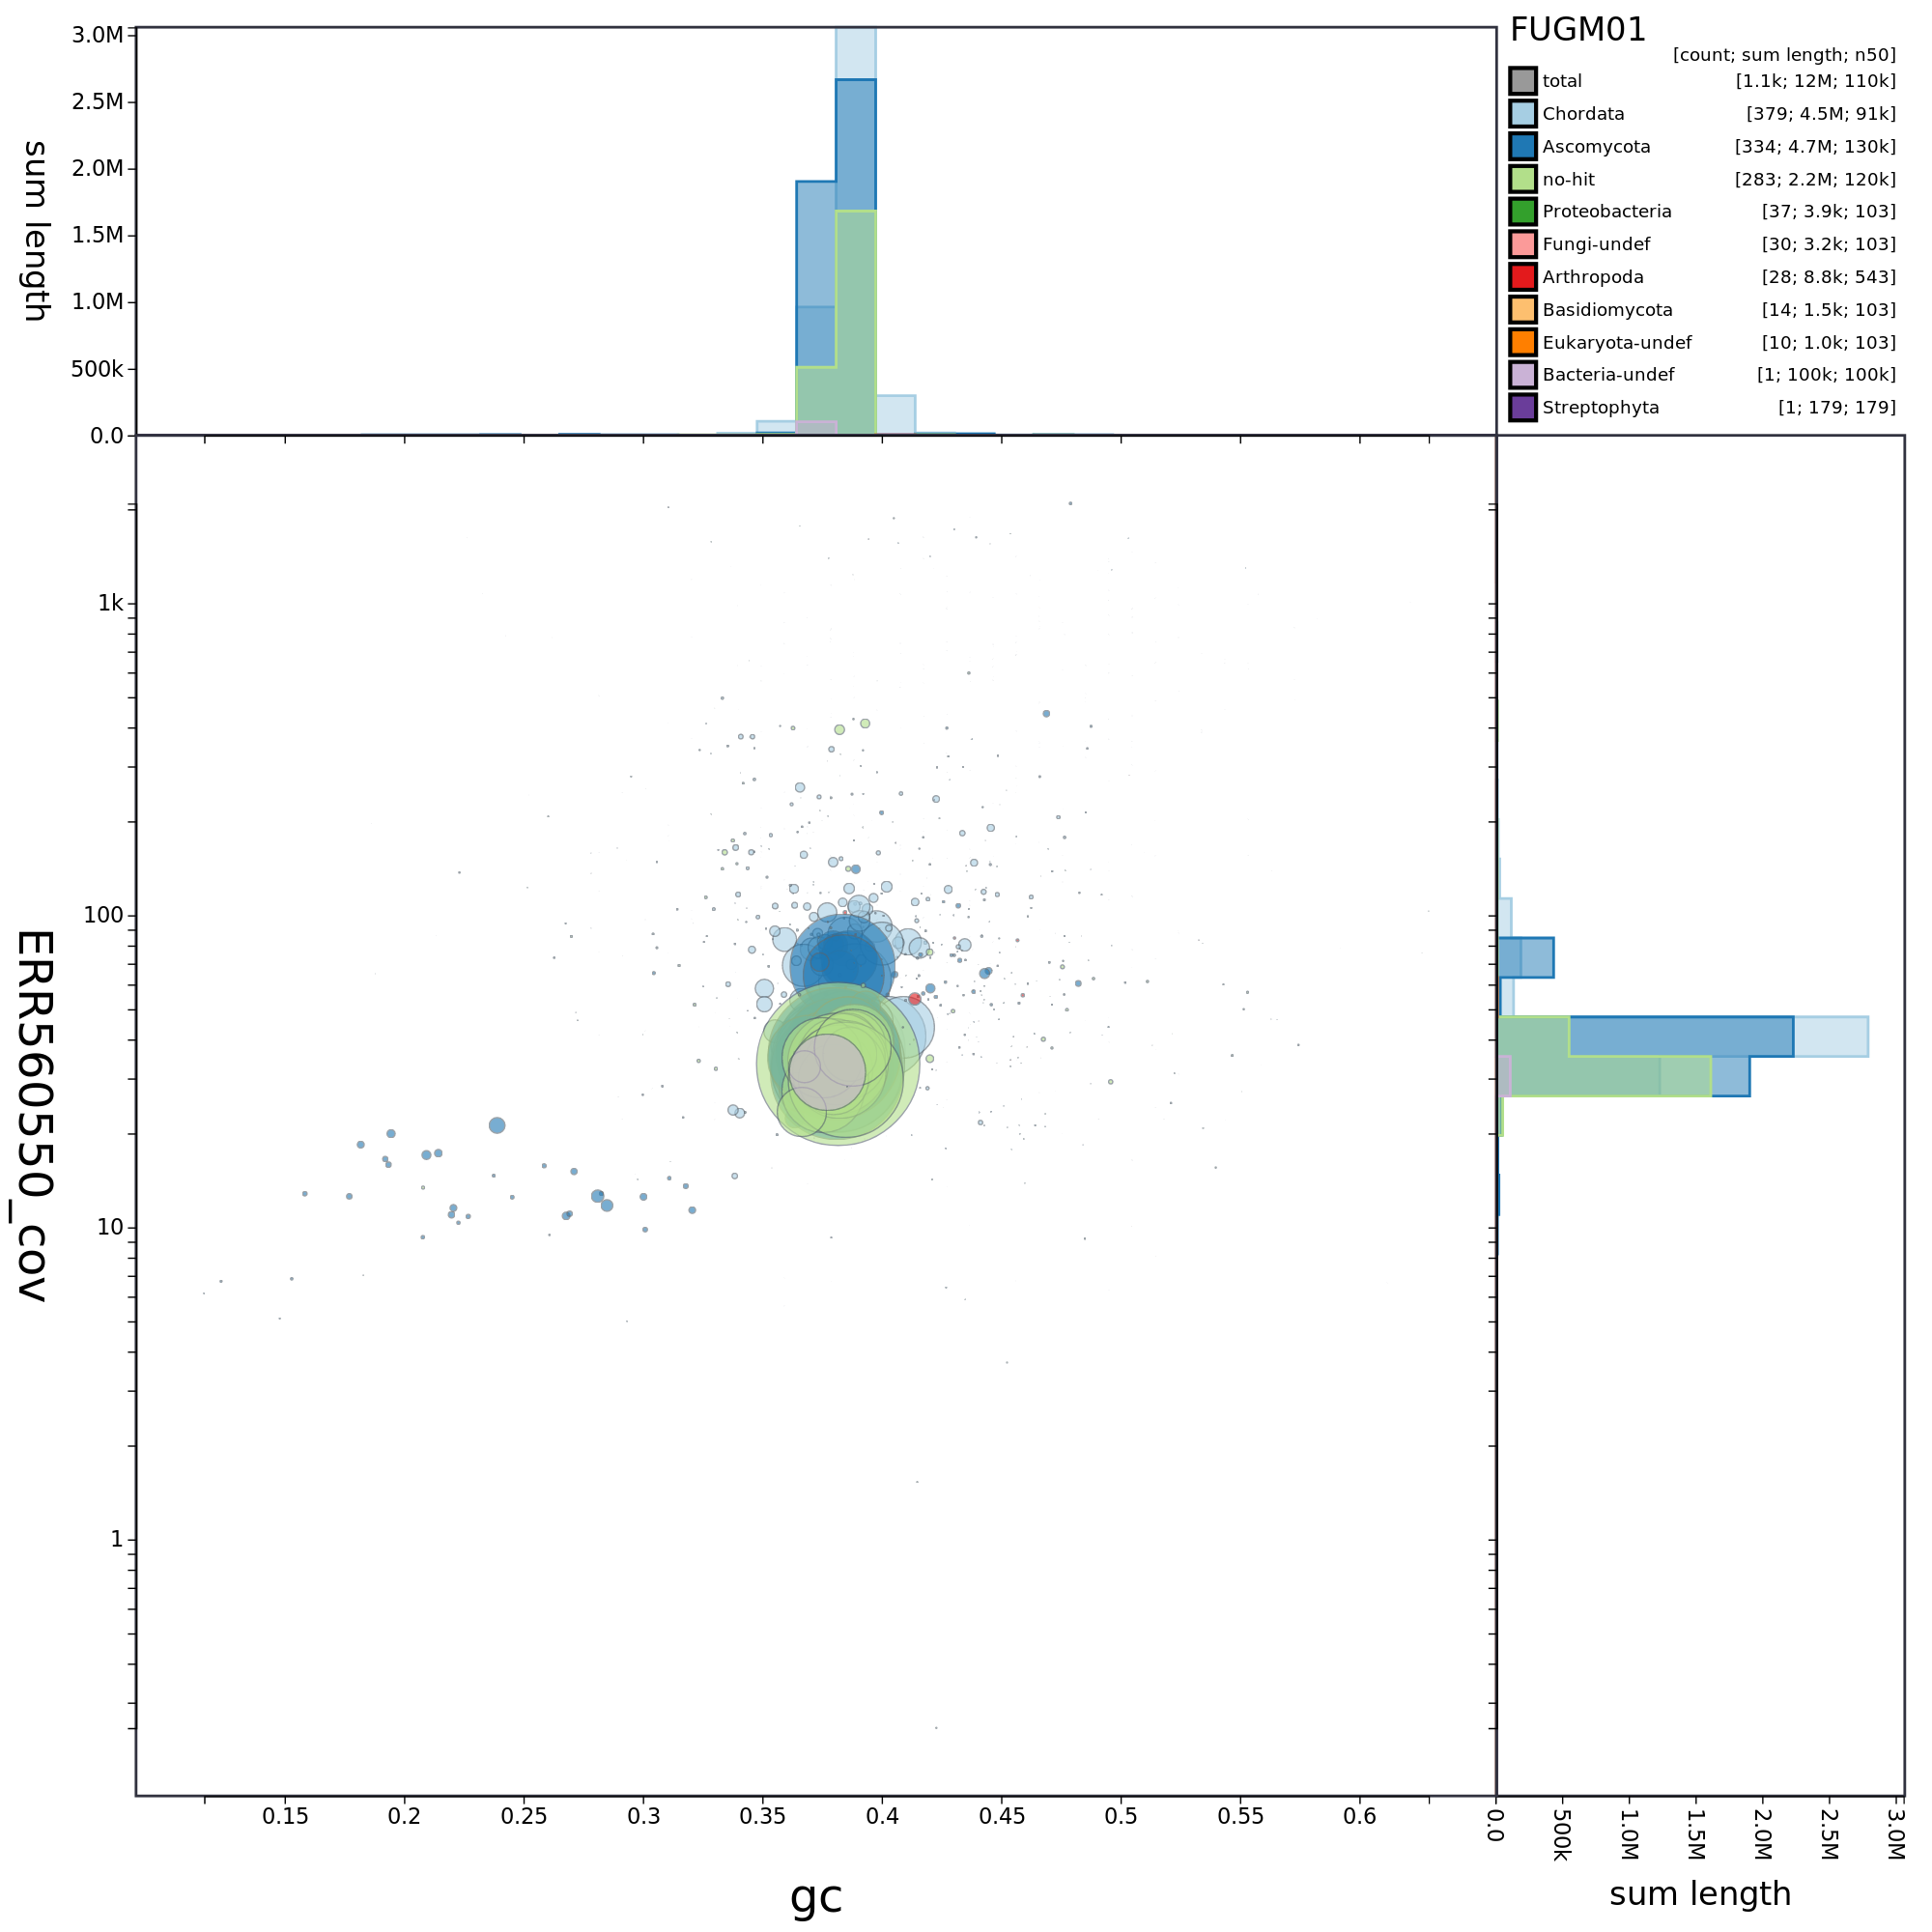 FUGM01
[count; sum length; n50]
total [1.1k; 12M; 110k]
Chordata [379; 4.5M; 91k]
Ascomycota [334; 4.7M; 130k]
no-hit [283; 2.2M; 120k]
Proteobacteria [37; 3.9k; 103]
Fungi-undef [30; 3.2k; 103]
Arthropoda [28; 8.8k; 543]
Basidiomycota [14; 1.5k; 103]
Eukaryota-undef [10; 1.0k; 103]
Bacteria-undef [1; 100k; 100k]
Streptophyta [1; 179; 179]
3.0M
2.5M
2.0M
1.5M
1.0M
500k
0.0
sum length
1k
100
10
1
ERR560550_cov
0.15 0.2 0.25 0.3 0.35 0.4 0.45 0.5 0.55 0.6
gc
0.0 500k 1.0M 1.5M 2.0M 2.5M 3.0M
sum length